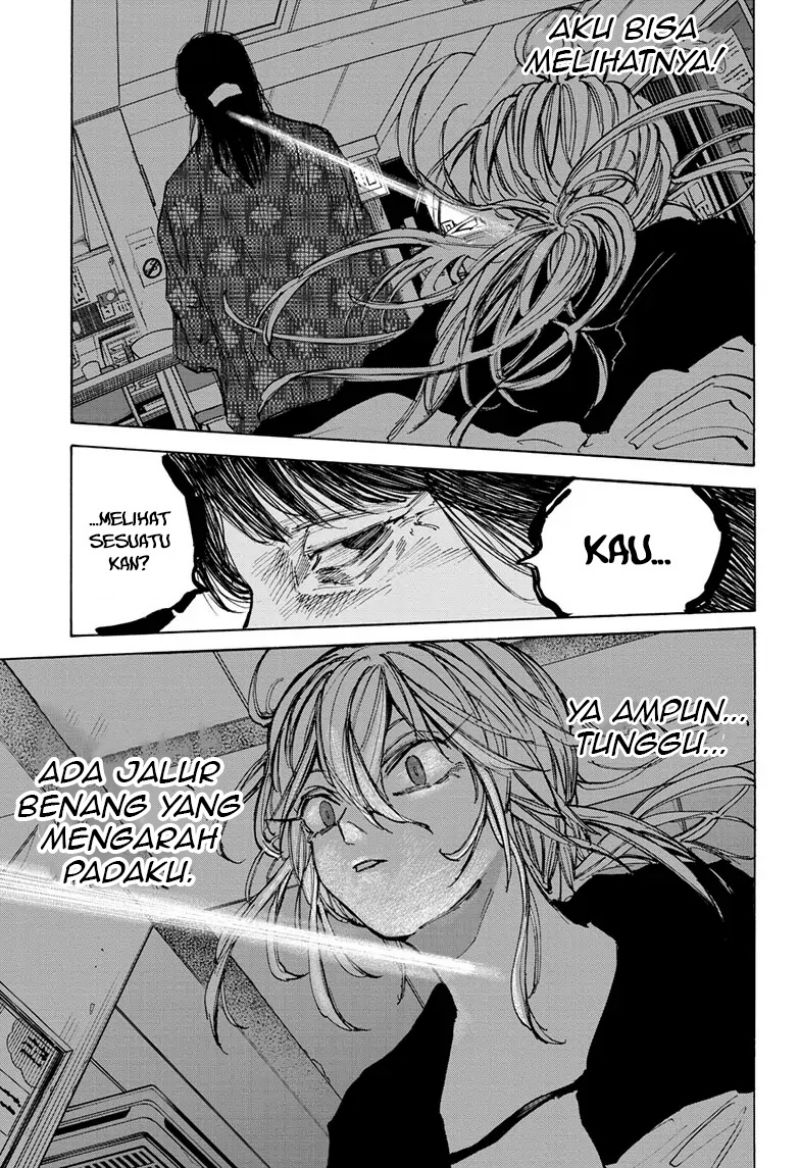 AKU BISA
MELIHATNYA!
KAU...
...MELIHAT
SESUATU
KAN?
YA AMPUN...
TUNGGU...
ADA JALUR
BENANG YANG
MENGARAH
PADAKU.